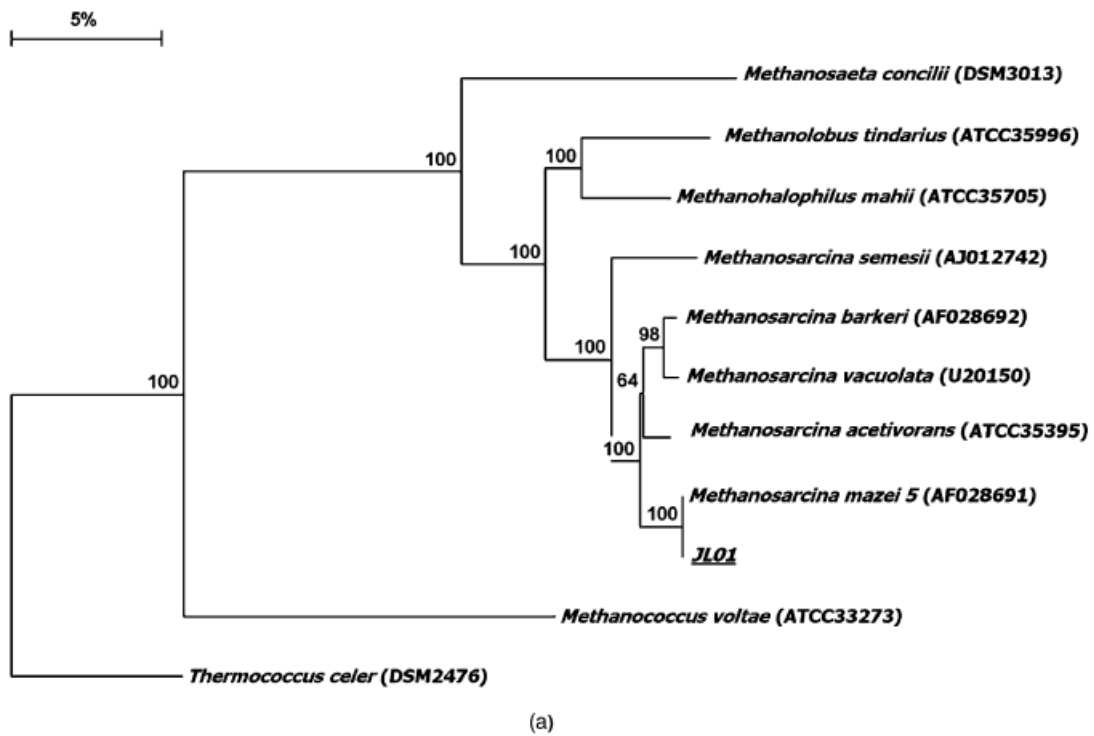 5%
Methanosaeta concilii (DSM3013)
Methanolobus tindarius (ATCC35996)
100
100
Methanohalophilus mahii (ATCC35705)
100
Methanosarcina semesii (AJ012742)
Methanosarcina barkeri (AF028692)
98
100
Methanosarcina vacuolata (U20150)
100
64
Methanosarcina acetivorans (ATCC35395)
100
Methanosarcina mazei 5 (AF028691)
100
JL01
Methanococcus voltae (ATCC33273)
Thermococcus celer (DSM2476)
(a)